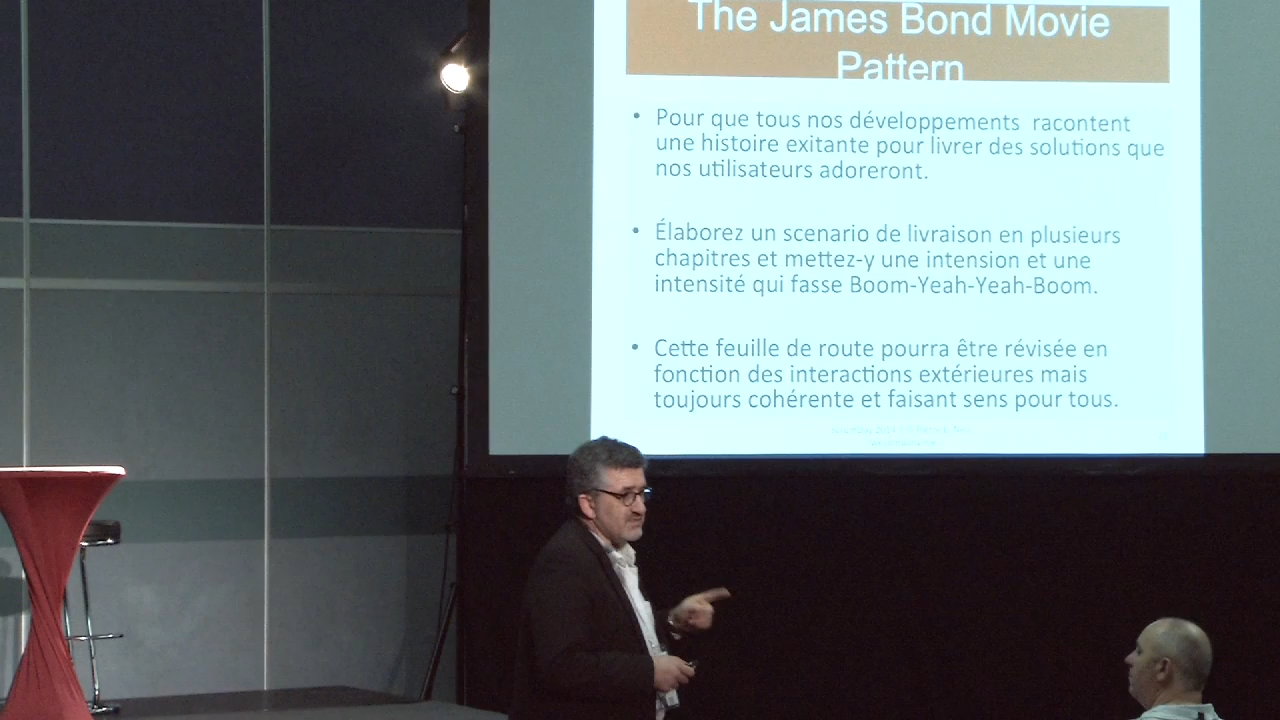 The James Bond Movie
Pattern
• Pour que tous nos développements racontent
une histoire exitante pour livrer des solutions que
nos utilisateurs adoreront.
• Élaborez un scenario de livraison en plusieurs
chapitres et mettez-y une intension et une
intensité qui fasse Boom-Yeah-Yeah-Boom.
• Cette feuille de route pourra être révisée en
fonction des interactions extérieures mais
toujours cohérente et faisant sens pour tous.